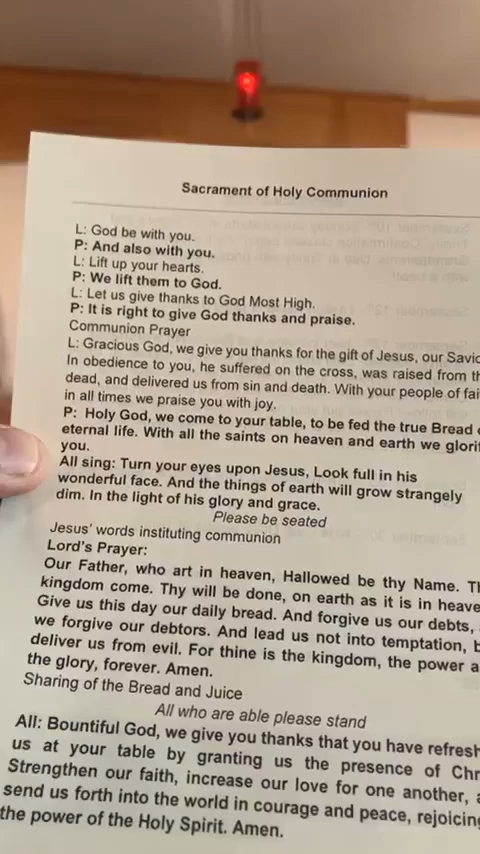 Sacrament of Holy Communion
L: God be with you.
P: And also with you.
L: Lift up your hearts.
P: We lift them to God.
L: Let us give thanks to God Most High.
P: It is right to give God thanks and praise.
Communion Prayer
L: Gracious God, we give you thanks for the gift of Jesus, our
In obedience to you, he suffered on the cross, was raised from
dead, and delivered us from sin and death. With your people of
in all times we praise you with joy.
P: Holy God, we come to your table, to be fed the true Bread
eternal life. With all the saints on heaven and earth we
you.
All sing: Turn your eyes upon Jesus, Look full in his
wonderful face. And the things of earth will grow strangely
dim. In the light of his glory and grace.
Please be seated
Jesus' words instituting communion
Lord's Prayer:
Our Father, who art in heaven, Hallowed be thy Name.
kingdom come. Thy will be done, on earth as it is in
Give us this day our daily bread. And forgive us our debts,
we forgive our debtors. And lead us not into temptation,
deliver us from evil. For thine is the kingdom, the power
the glory, forever. Amen.
Sharing of the Bread and Juice
All who are able please stand
All: Bountiful God, we give you thanks that you have
us at your table by granting us the presence of
Strengthen our faith, increase our love for one another,
send us forth into the world in courage and peace,
the power of the Holy Spirit. Amen.